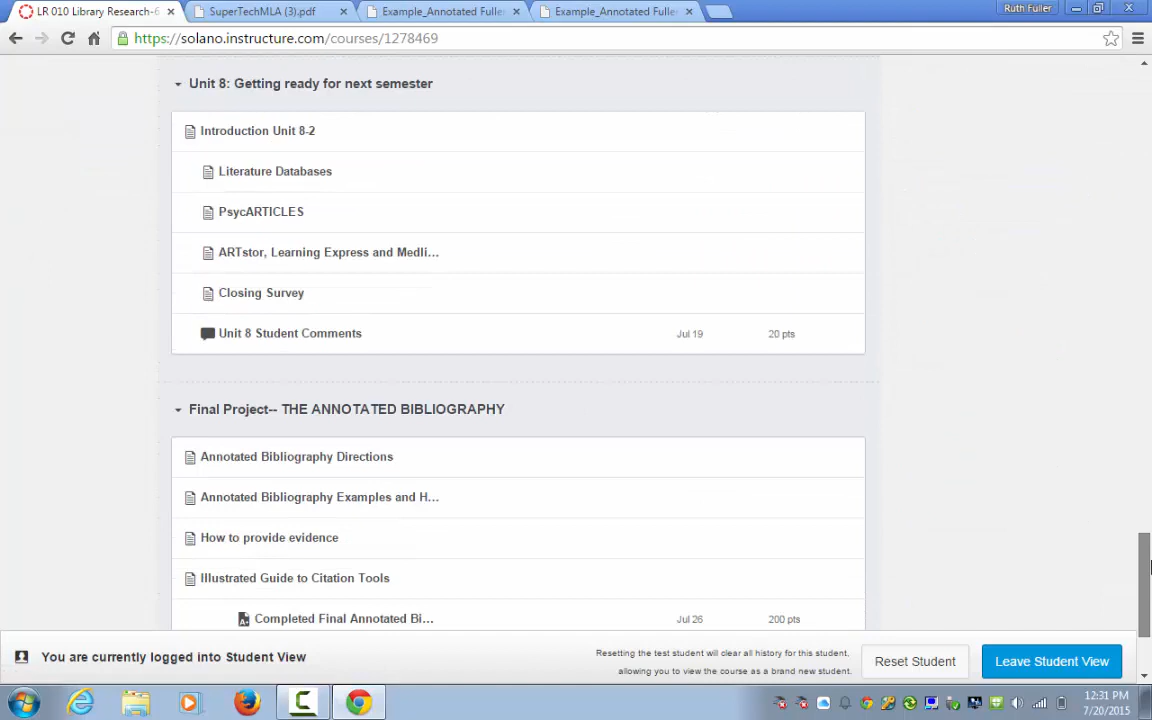 LR 010 Library Research-6
SuperTechMLA (3).pdf
Example_Annotated Fuller
Example_Annotated Fuller
Ruth Fuller
https://solano.instructure.com/courses/1278469
Unit 8: Getting ready for next semester
Introduction Unit 8-2
Literature Databases
PsycARTICLES
ARTstor, Learning Express and Medli...
Closing Survey
Unit 8 Student Comments Jul 19 20 pts
Final Project-- THE ANNOTATED BIBLIOGRAPHY
Annotated Bibliography Directions
Annotated Bibliography Examples and H...
How to provide evidence
Illustrated Guide to Citation Tools
Completed Final Annotated Bi... Jul 26 200 pts
You are currently logged into Student View
Resetting the test student will clear all history for this student,
allowing you to view the course as a brand new student.
Reset Student
Leave Student View
12:31 PM
7/20/2015